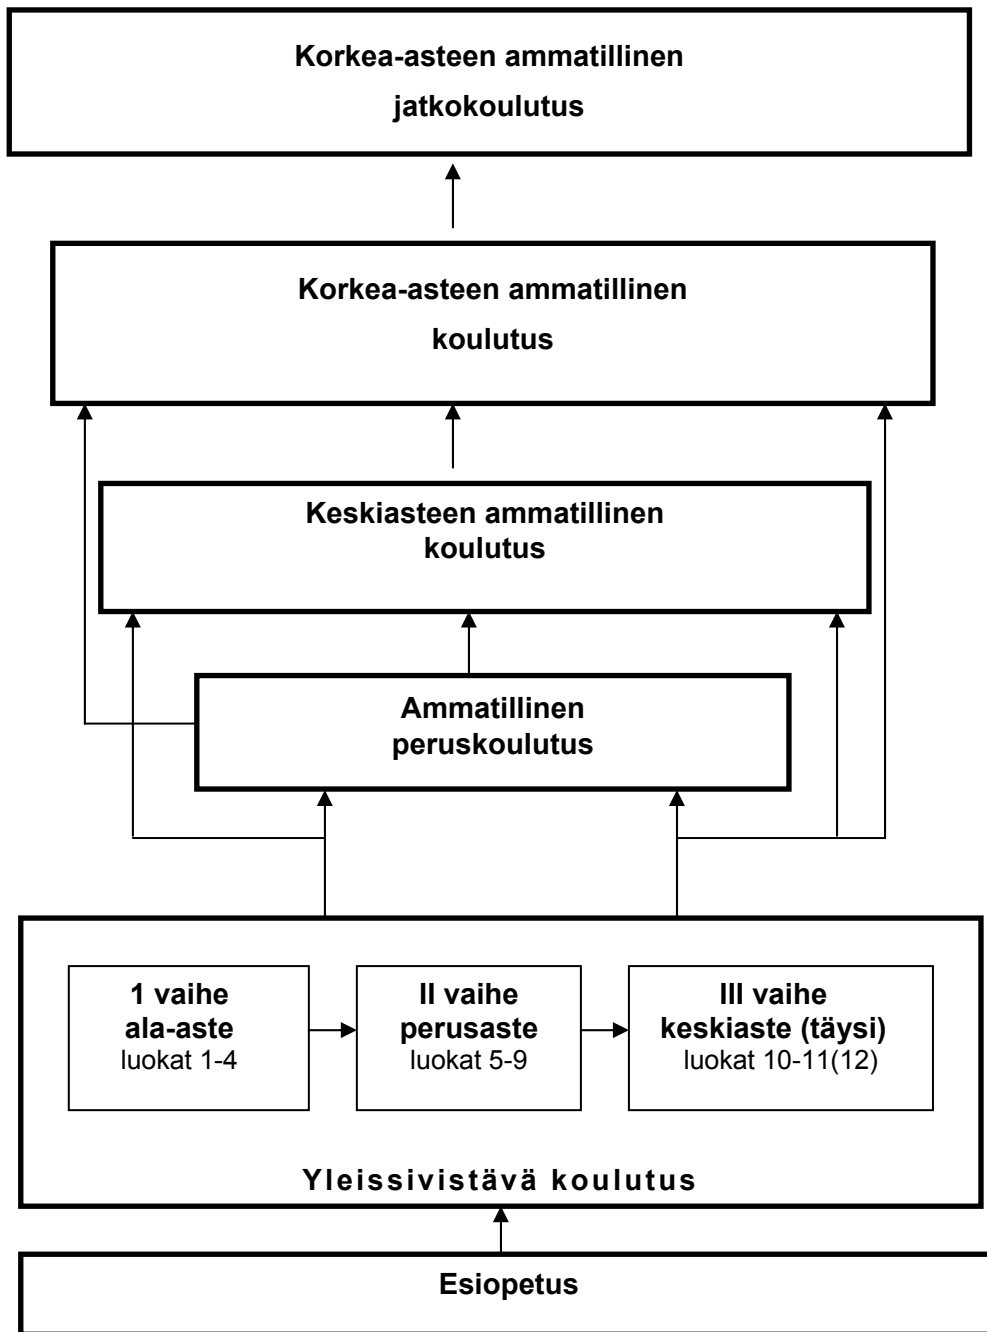 Korkea-asteen ammatillinen
jatkokoulutus
Korkea-asteen ammatillinen
koulutus
Keskiasteen ammatillinen
koulutus
Ammatillinen
peruskoulutus
1 vaihe
ala-aste
luokat 1-4
II vaihe
perusaste
luokat 5-9
III vaihe
keskiaste (täysi)
luokat 10-11(12)
Yleissivistävä koulutus
Esiopetus